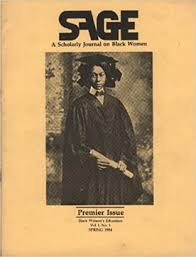 SAGE
A Scholarly Journal on Black Women
Premier Issue
Black Women's Education
Vol. I, No. 1
SPRING 1984